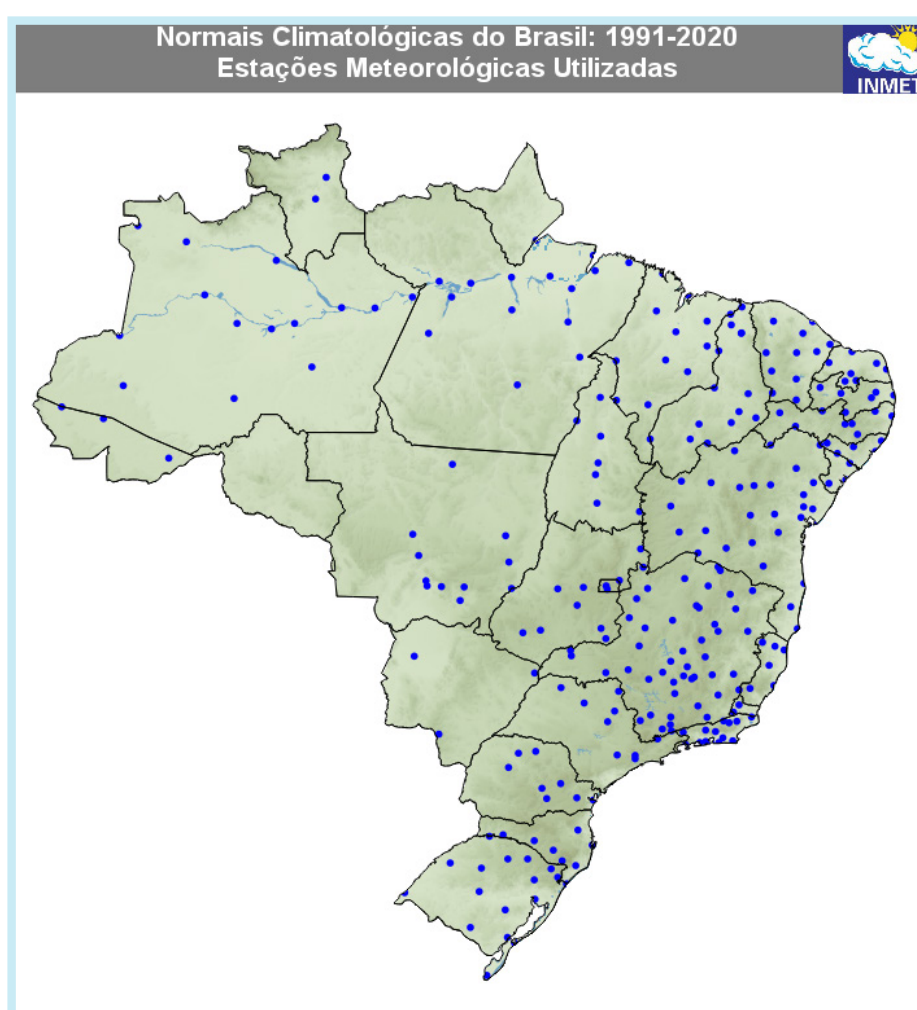 Normais Climatológicas do Brasil: 1991-2020
Estações Meteorológicas Utilizadas
INMET